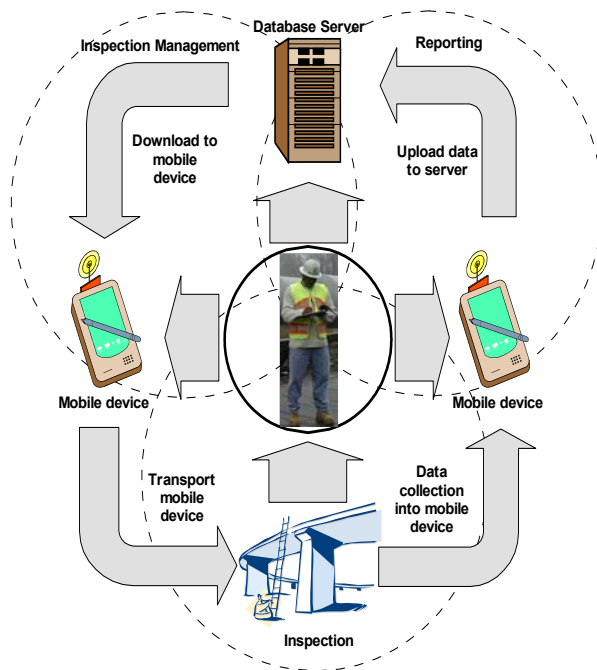 Database Server
Inspection Management
Reporting
Download to
mobile
device
Upload data
to server
Mobile device
Mobile device
Transport
mobile
device
Data
collection
into mobile
device
Inspection